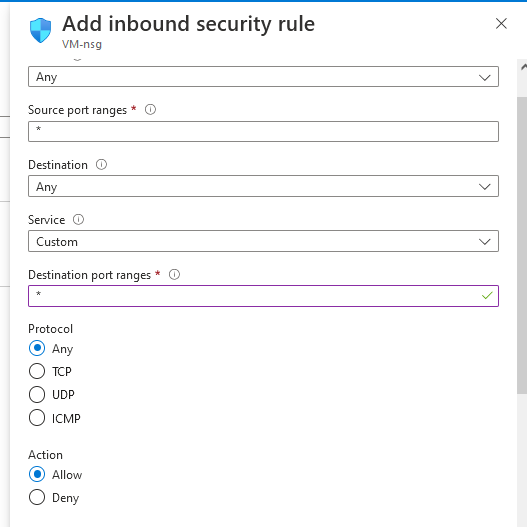 Add inbound security rule
VM-nsg
Any
Source port ranges *
*
Destination
Any
Service
Custom
Destination port ranges *
*
Protocol
Any
TCP
UDP
ICMP
Action
Allow
Deny